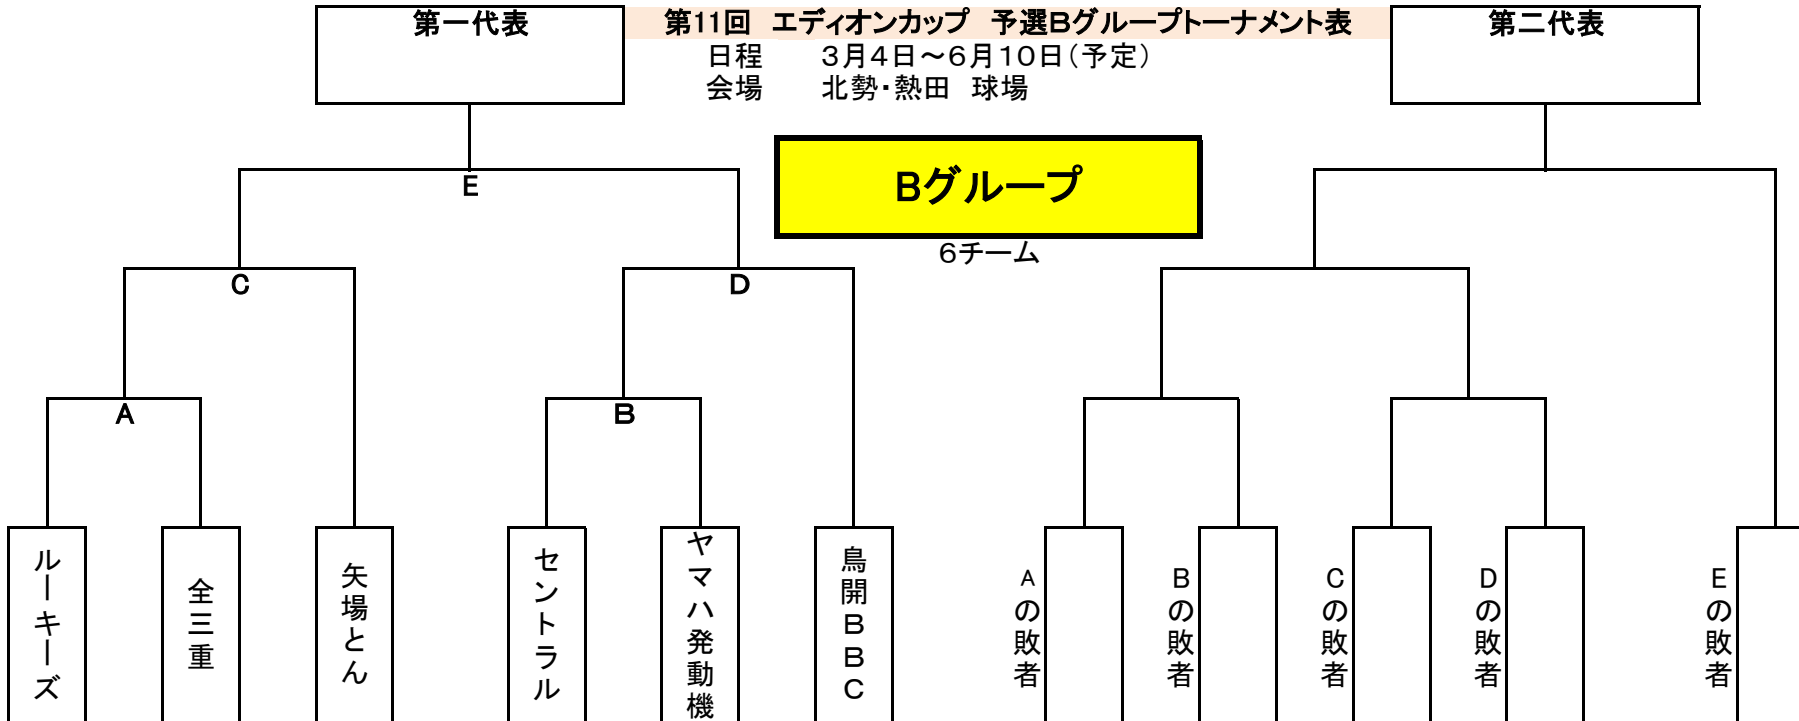 第一代表
第11回　エディオンカップ　予選Bグループトーナメント表
第二代表
日程　　3月4日～6月10日(予定)
会場　　北勢・熱田　球場
Bグループ
6チーム
E
C
D
A
B
ルーキーズ
全三重
矢場とん
セントラル
ヤマハ発動機
鳥開BBC
Aの敗者
Bの敗者
Cの敗者
Dの敗者
Eの敗者